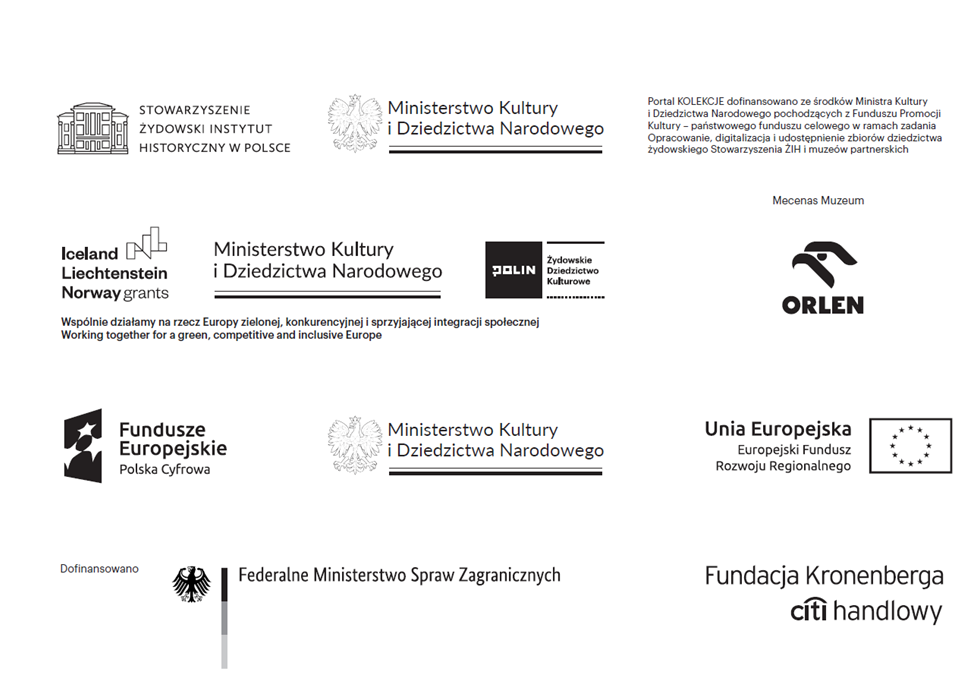 STOWARZYSZENIE
ŻYDOWSKI INSTYTUT
HISTORYCZNY W POLSCE
Ministerstwo Kultury
i Dziedzictwa Narodowego
Portal KOLEKCJE dofinansowano ze środków Ministra Kultury
i Dziedzictwa Narodowego pochodzących z Funduszu Promocji
Kultury – państwowego funduszu celowego w ramach zadania
Opracowanie, digitalizacja i udostępnienie zbiorów dziedzictwa
żydowskiego Stowarzyszenia ŻIH i muzeów partnerskich
Mecenas Muzeum
Iceland
Liechtenstein
Norway grants
Ministerstwo Kultury
i Dziedzictwa Narodowego
POLIN
Żydowskie
Dziedzictwo
Kulturowe
ORLEN
Wspólnie działamy na rzecz Europy zielonej, konkurencyjnej i sprzyjającej integracji społecznej
Working together for a green, competitive and inclusive Europe
Fundusze
Europejskie
Polska Cyfrowa
Ministerstwo Kultury
i Dziedzictwa Narodowego
Unia Europejska
Europejski Fundusz
Rozwoju Regionalnego
Dofinansowano
Federalne Ministerstwo Spraw Zagranicznych
Fundacja Kronenberga
citi handlowy